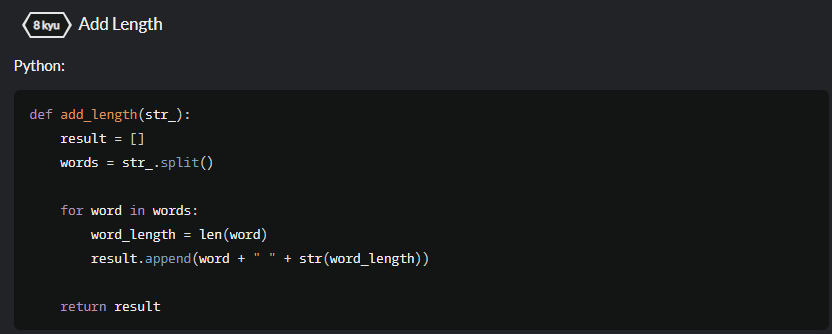 8 kyu Add Length
Python:
def add_length(str_):
    result = []
    words = str_.split()
    for word in words:
        word_length = len(word)
        result.append(word + " " + str(word_length))
    return result